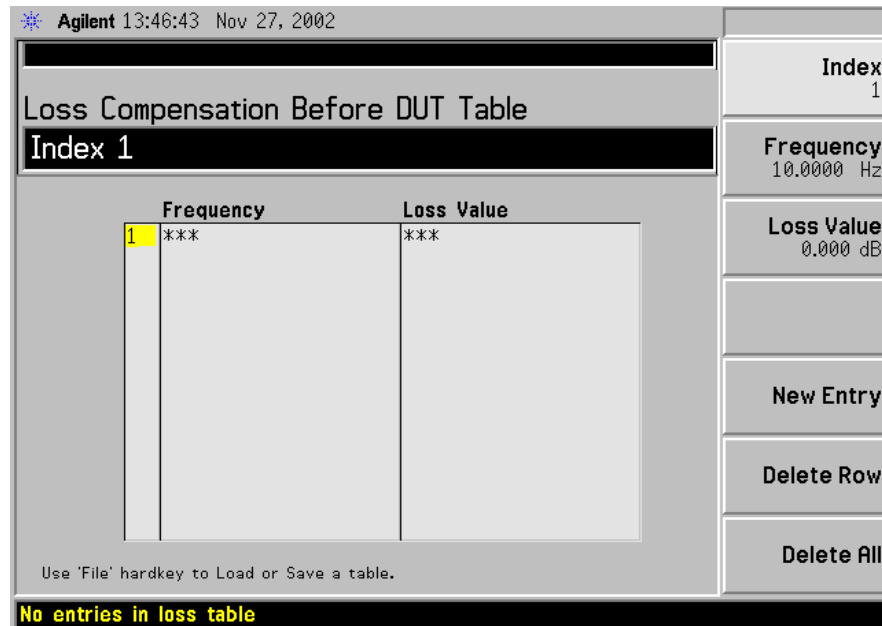 Agilent 13:46:43 Nov 27, 2002
Loss Compensation Before DUT Table
Index 1
Frequency Loss Value
1 *** ***
Use 'File' hardkey to Load or Save a table.
No entries in loss table
Index
1
Frequency
10.0000 Hz
Loss Value
0.000 dB
New Entry
Delete Row
Delete All